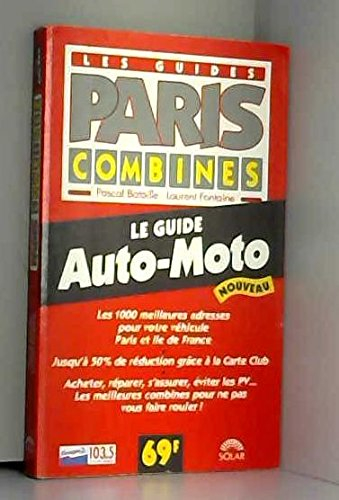 LES GUIDES
PARIS
COMBINES
Pascal Bataille Laurent Fontaine
LE GUIDE
Auto-Moto
NOUVEAU
Les 1000 meilleures adresses
pour votre véhicule
Paris et Ile de France
Jusqu'à 50% de réduction grâce à la Carte Club
Acheter, réparer, s'assurer, éviter les PV...
Les meilleures combines pour ne pas
vous faire rouler !
103.5
69F
SOLAR